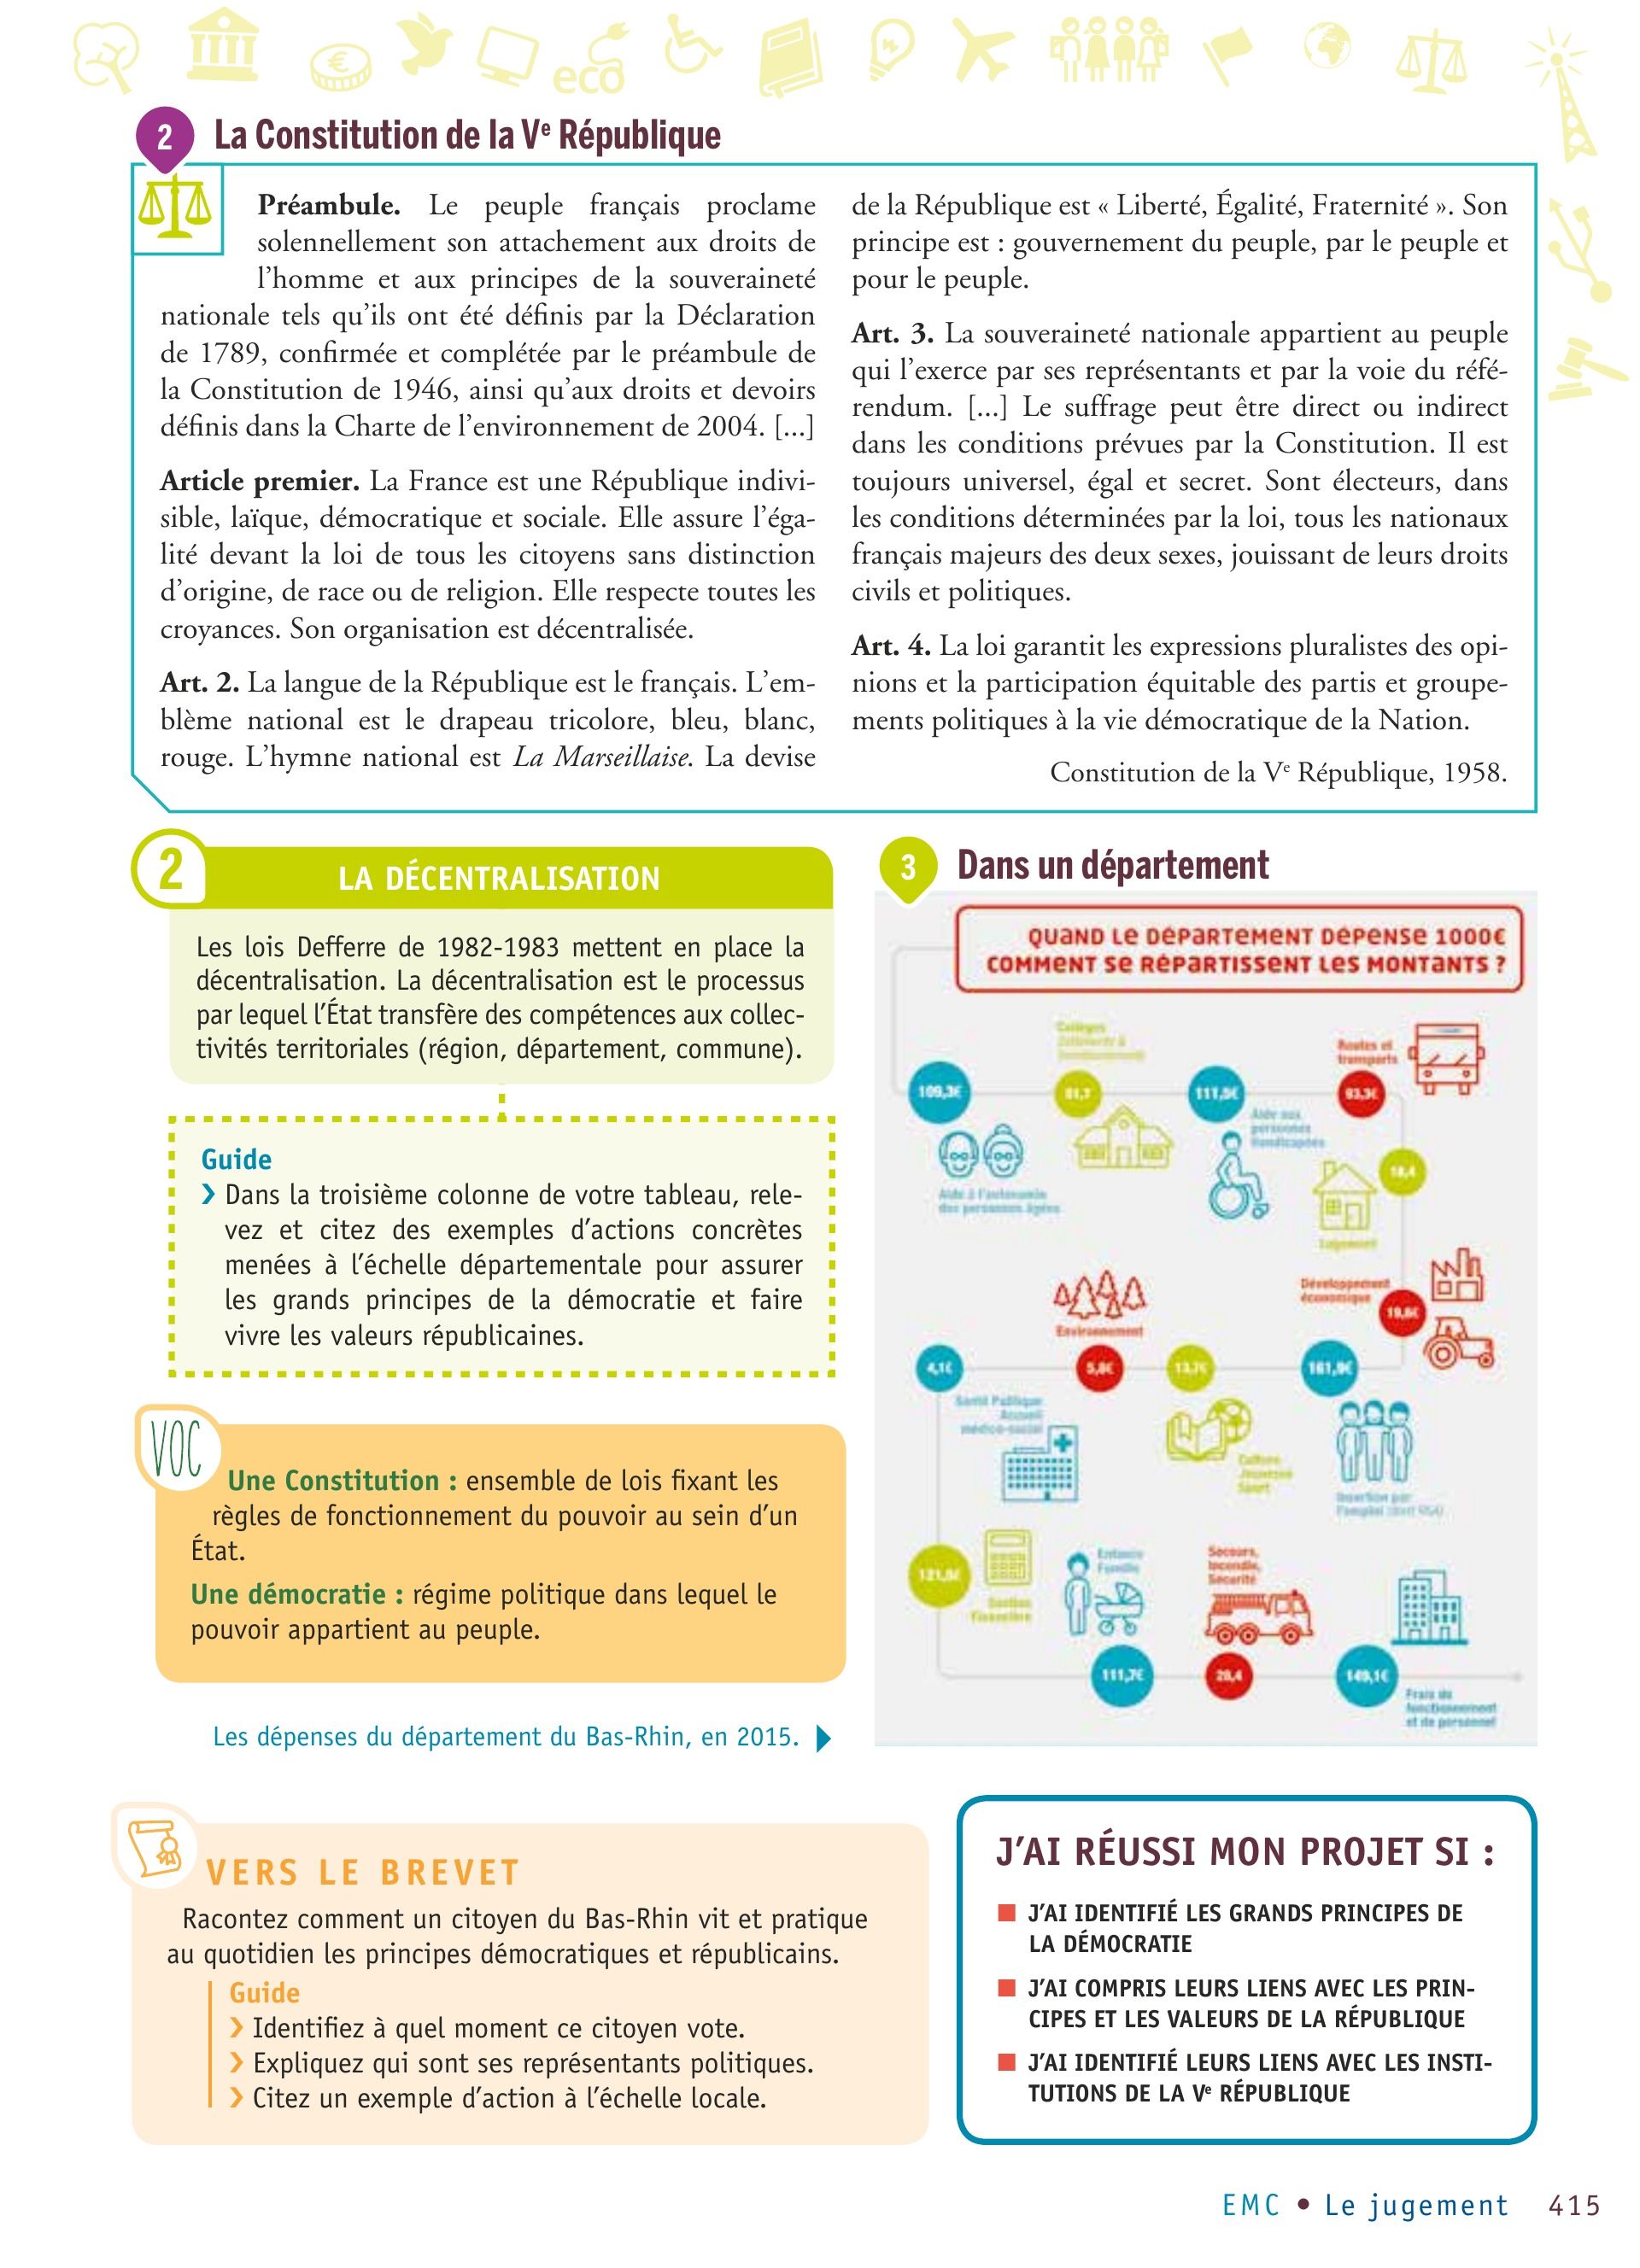 eco
2 La Constitution de la Ve République
Préambule. Le peuple français proclame
solennellement son attachement aux droits de
l'homme et aux principes de la souveraineté
nationale tels qu'ils ont été définis par la Déclaration
de 1789, confirmée et complétée par le préambule de
la Constitution de 1946, ainsi qu'aux droits et devoirs
définis dans la Charte de l'environnement de 2004. [...]
Article premier. La France est une République indivi-
sible, laïque, démocratique et sociale. Elle assure l'éga-
lité devant la loi de tous les citoyens sans distinction
d'origine, de race ou de religion. Elle respecte toutes les
croyances. Son organisation est décentralisée.
Art. 2. La langue de la République est le français. L'em-
blème national est le drapeau tricolore, bleu, blanc,
rouge. L'hymne national est La Marseillaise. La devise
de la République est « Liberté, Égalité, Fraternité ». Son
principe est : gouvernement du peuple, par le peuple et
pour le peuple.
Art. 3. La souveraineté nationale appartient au peuple
qui l'exerce par ses représentants et par la voie du réfé-
rendum. [...] Le suffrage peut être direct ou indirect
dans les conditions prévues par la Constitution. Il est
toujours universel, égal et secret. Sont électeurs, dans
les conditions déterminées par la loi, tous les nationaux
français majeurs des deux sexes, jouissant de leurs droits
civils et politiques.
Art. 4. La loi garantit les expressions pluralistes des opi-
nions et la participation équitable des partis et groupe-
ments politiques à la vie démocratique de la Nation.
Constitution de la Ve République, 1958.
2 LA DÉCENTRALISATION
Les lois Defferre de 1982-1983 mettent en place la
décentralisation. La décentralisation est le processus
par lequel l'État transfère des compétences aux collec-
tivités territoriales (région, département, commune).
Guide
› Dans la troisième colonne de votre tableau, rele-
vez et citez des exemples d'actions concrètes
menées à l'échelle départementale pour assurer
les grands principes de la démocratie et faire
vivre les valeurs républicaines.
VOC
Une Constitution : ensemble de lois fixant les
règles de fonctionnement du pouvoir au sein d'un
État.
Une démocratie : régime politique dans lequel le
pouvoir appartient au peuple.
Les dépenses du département du Bas-Rhin, en 2015.
3 Dans un département
QUAND LE DÉPARTEMENT DÉPENSE 1000€
COMMENT SE RÉPARTISSENT LES MONTANTS ?
Collèges
Routes et
transports
109,3€
111,5€
93,3€
Aide aux
personnes
handicapées
Aide à l'autonomie
des personnes âgées
Logement
Développement
économique
Environnement
4,1€
5,8€
161,9€
Santé Publique
Accueil
médico-social
Culture
Jeunesse
Sport
Insertion par
Enfance
Famille
Secours,
Incendie,
Sécurité
Gestion
Financière
111,7€
28,4
149,1€
Frais de
fonctionnement
et de personnel
VERS LE BREVET
Racontez comment un citoyen du Bas-Rhin vit et pratique
au quotidien les principes démocratiques et républicains.
Guide
› Identifiez à quel moment ce citoyen vote.
› Expliquez qui sont ses représentants politiques.
› Citez un exemple d'action à l'échelle locale.
J'AI RÉUSSI MON PROJET SI :
J'AI IDENTIFIÉ LES GRANDS PRINCIPES DE
LA DÉMOCRATIE
J'AI COMPRIS LEURS LIENS AVEC LES PRIN-
CIPES ET LES VALEURS DE LA RÉPUBLIQUE
J'AI IDENTIFIÉ LEURS LIENS AVEC LES INSTI-
TUTIONS DE LA Ve RÉPUBLIQUE
EMC • Le jugement 415